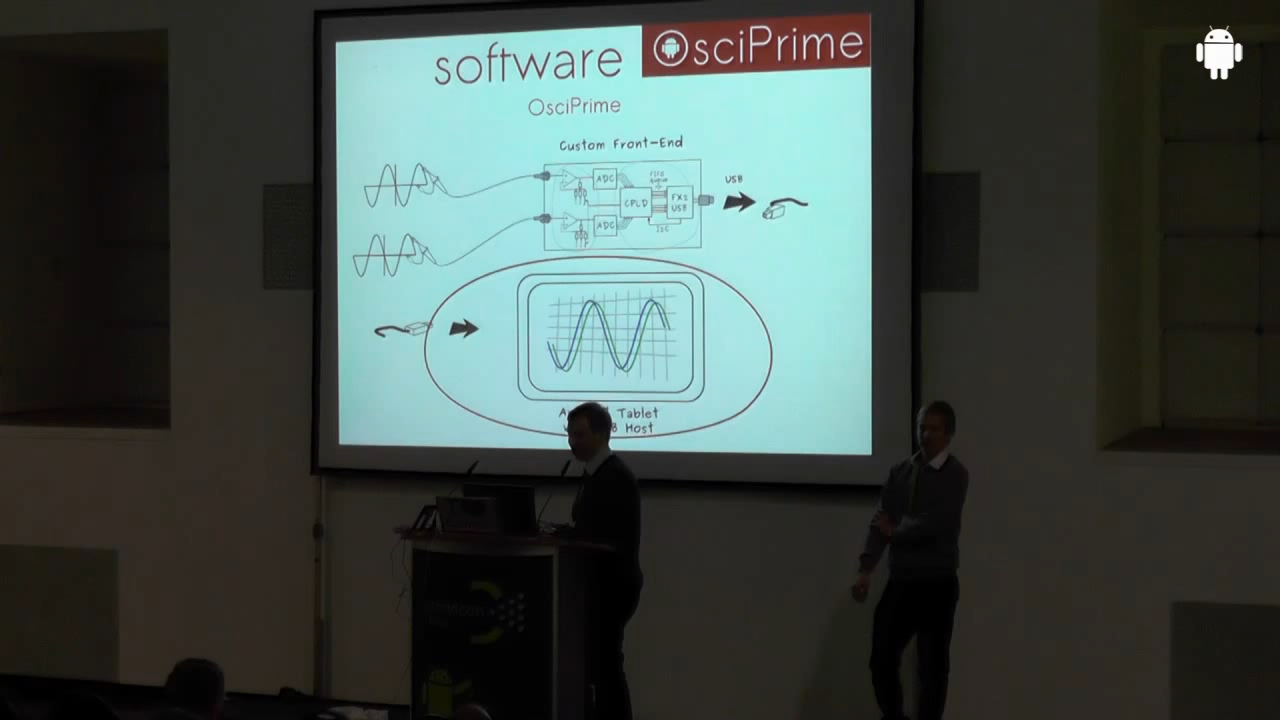 software
OsciPrime
OsciPrime
Custom Front-End
ADC
CPLD
FX2
USB
ADC
USB
Tablet
Host